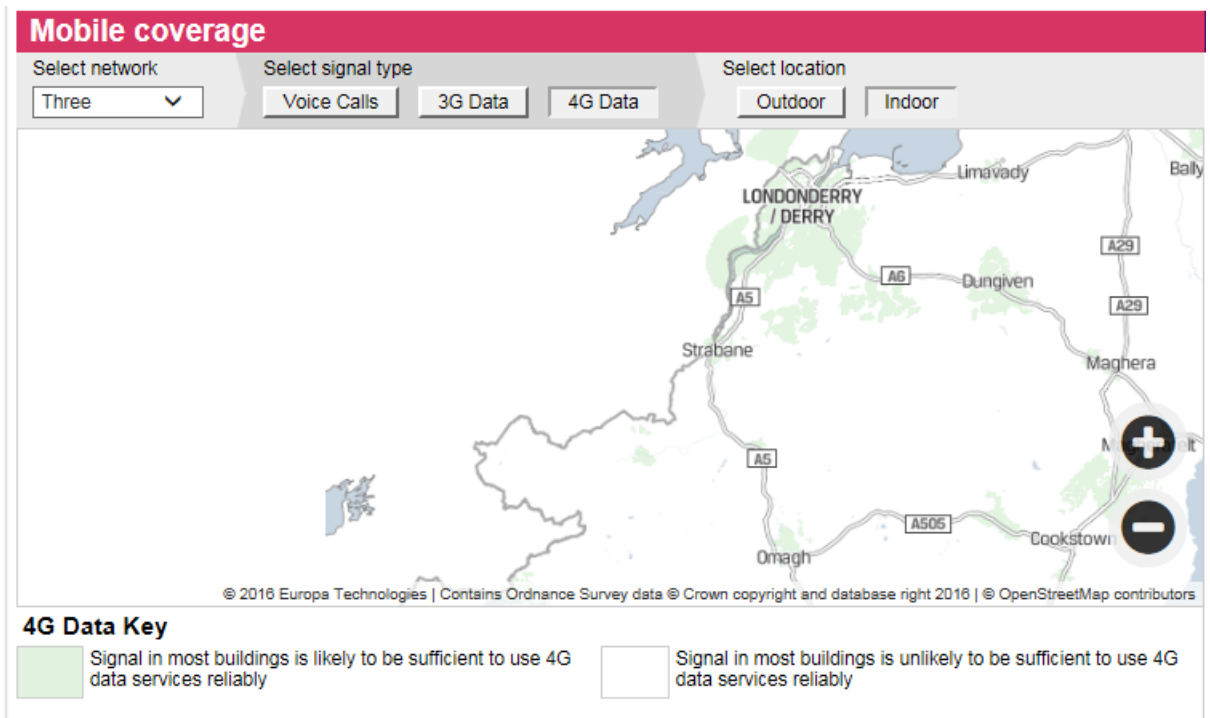 Mobile coverage
Select network
Select signal type
Select location
Three
Voice Calls
3G Data
4G Data
Outdoor
Indoor
Limavady
Bally
LONDONDERRY
/ DERRY
A29
A6
Dungiven
A5
A29
Strabane
Maghera
A5
A505
Cookstown
Omagh
© 2016 Europa Technologies | Contains Ordnance Survey data © Crown copyright and database right 2016 | © OpenStreetMap contributors
4G Data Key
Signal in most buildings is likely to be sufficient to use 4G
data services reliably
Signal in most buildings is unlikely to be sufficient to use 4G
data services reliably